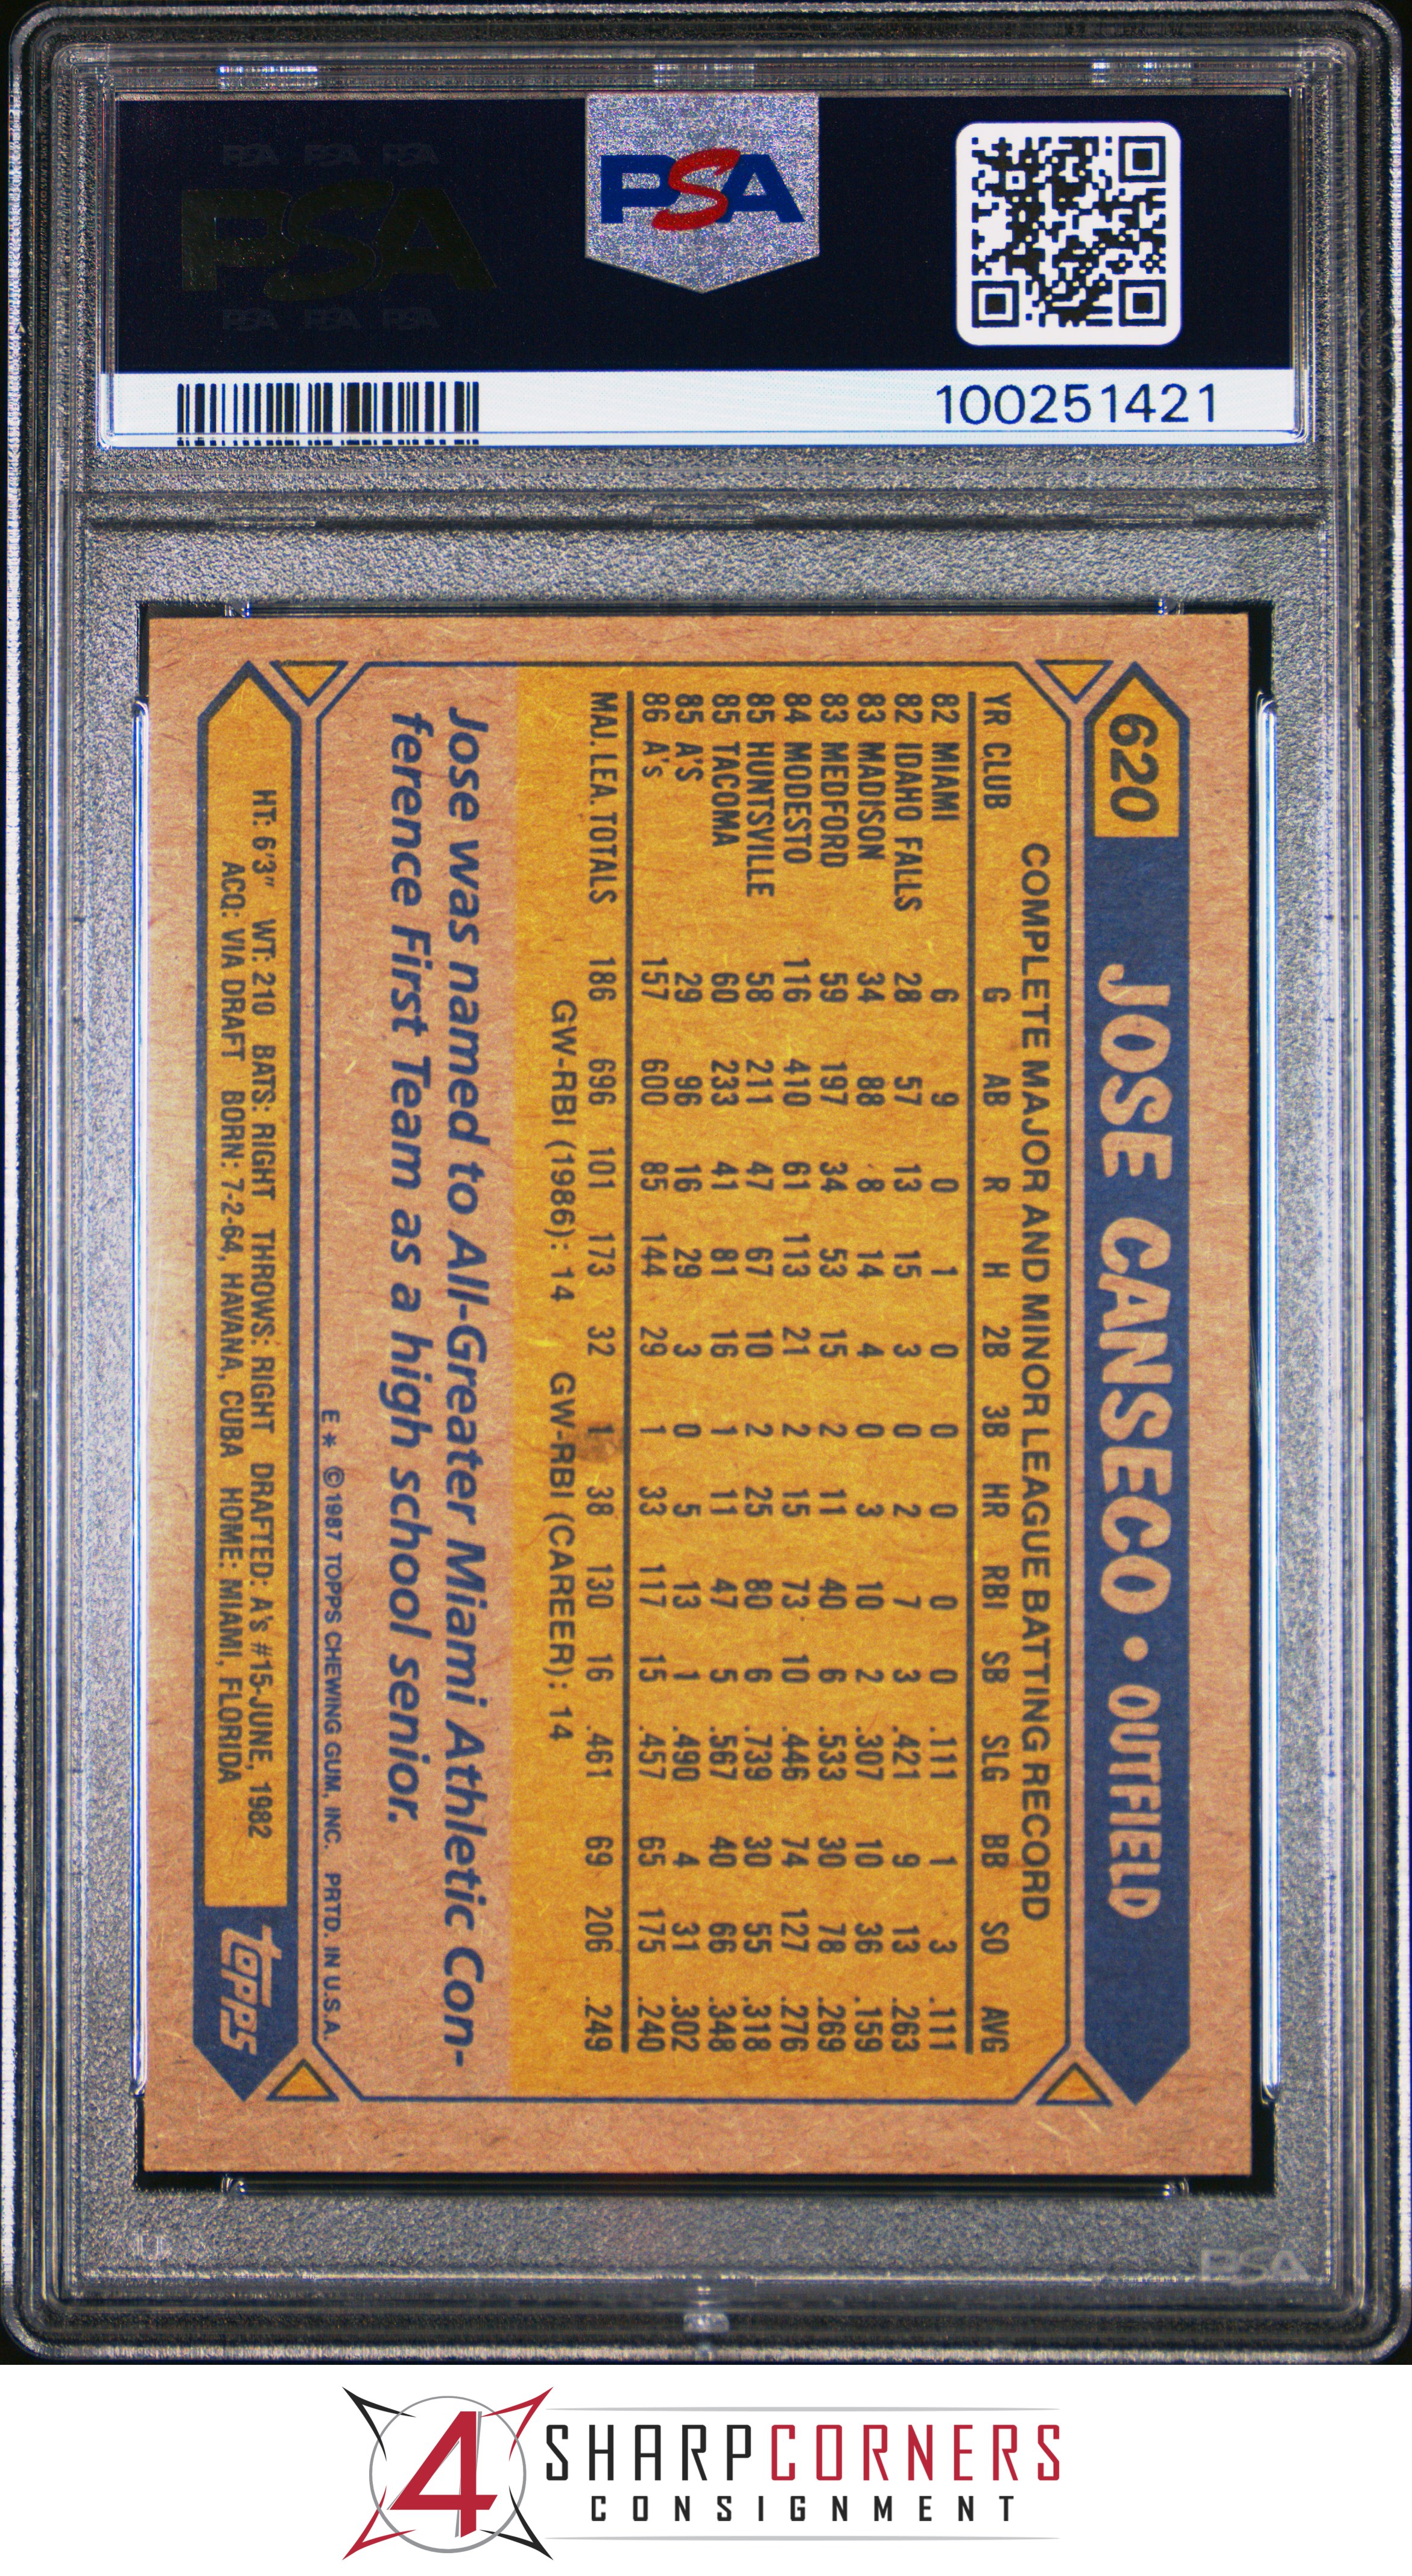 PSA PSA PSA
PSA
PSA PSA PSA
PSA
100251421
620 JOSE CANSECO • OUTFIELD
COMPLETE MAJOR AND MINOR LEAGUE BATTING RECORD
YR CLUB G AB R H 2B 3B HR RBI SB SLG BB SO AVG
82 MIAMI 6 9 0 1 0 0 0 0 0 .111 1 3 .111
82 IDAHO FALLS 28 57 13 15 3 0 2 7 3 .421 9 13 .263
83 MADISON 34 88 8 14 4 0 3 10 2 .307 10 36 .159
83 MEDFORD 59 197 34 53 15 2 11 40 6 .533 30 78 .269
84 MODESTO 116 410 61 113 21 2 15 73 10 .446 74 127 .276
85 HUNTSVILLE 58 211 47 67 10 2 25 80 6 .739 30 55 .318
85 TACOMA 60 233 41 81 16 1 11 47 5 .567 40 66 .348
85 A'S 29 96 16 29 3 0 5 13 1 .490 4 31 .302
86 A's 157 600 85 144 29 1 33 117 15 .457 65 175 .240
MAJ. LEA. TOTALS 186 696 101 173 32 1 38 130 16 .461 69 206 .249
GW-RBI (1986): 14 GW-RBI (CAREER): 14
Jose was named to All-Greater Miami Athletic Con-
ference First Team as a high school senior.
E * © 1987 TOPPS CHEWING GUM, INC. PRTD. IN U.S.A.
HT: 6'3" WT: 210 BATS: RIGHT THROWS: RIGHT DRAFTED: A's #15-JUNE, 1982
ACQ: VIA DRAFT BORN: 7-2-64, HAVANA, CUBA HOME: MIAMI, FLORIDA
topps
PSA
4
SHARPCORNERS
CONSIGNMENT